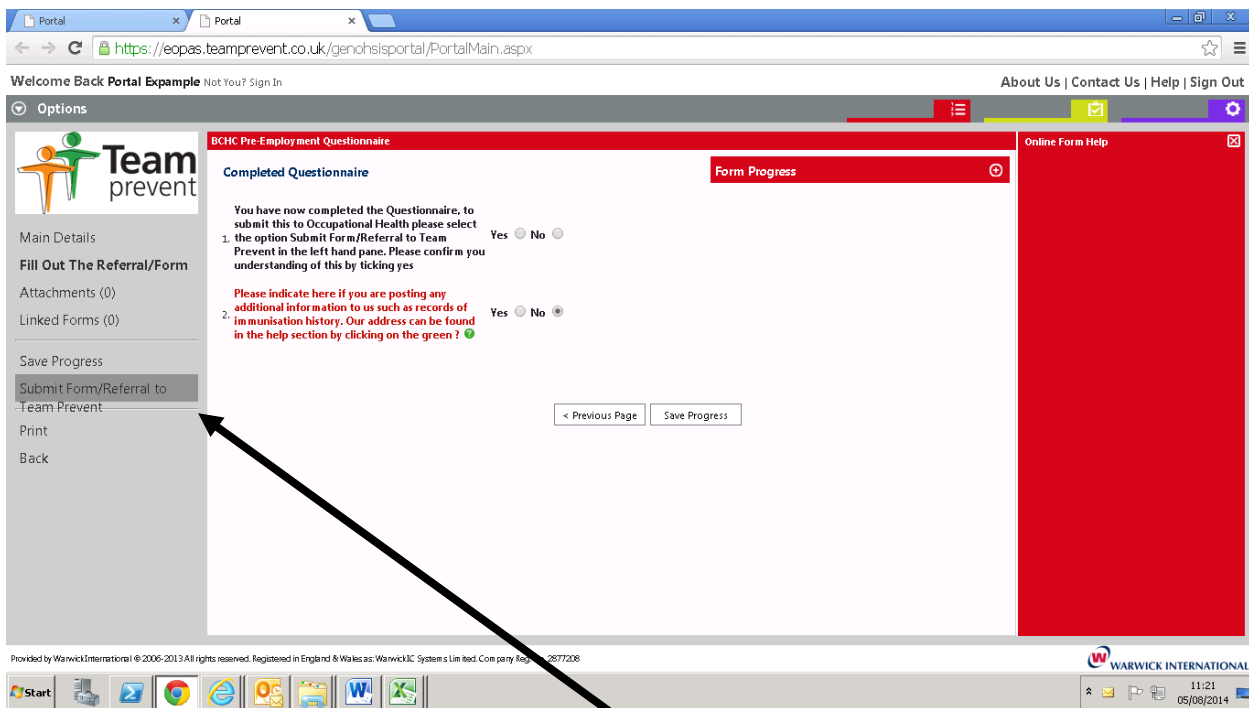 Portal
Portal
https://eopas.teamprevent.co.uk/genohsisportal/PortalMain.aspx
Welcome Back Portal Expample Not You? Sign In
About Us | Contact Us | Help | Sign Out
Options
Team
prevent
Main Details
Fill Out The Referral/Form
Attachments (0)
Linked Forms (0)
Save Progress
Submit Form/Referral to
Team Prevent
Print
Back
BCHC Pre-Employment Questionnaire
Completed Questionnaire
Form Progress
You have now completed the Questionnaire, to
submit this to Occupational Health please select
1. the option Submit Form/Referral to Team Yes No
Prevent in the left hand pane. Please confirm you
understanding of this by ticking yes
Please indicate here if you are posting any
additional information to us such as records of
2. immunisation history. Our address can be found Yes No
in the help section by clicking on the green ?
< Previous Page Save Progress
Online Form Help
Provided by WarwickInternational © 2006-2013 All rights reserved. Registered in England & Wales as: WarwickIC Systems Limited. Company Reg 2877208
WARWICK INTERNATIONAL
Start
11:21
05/08/2014